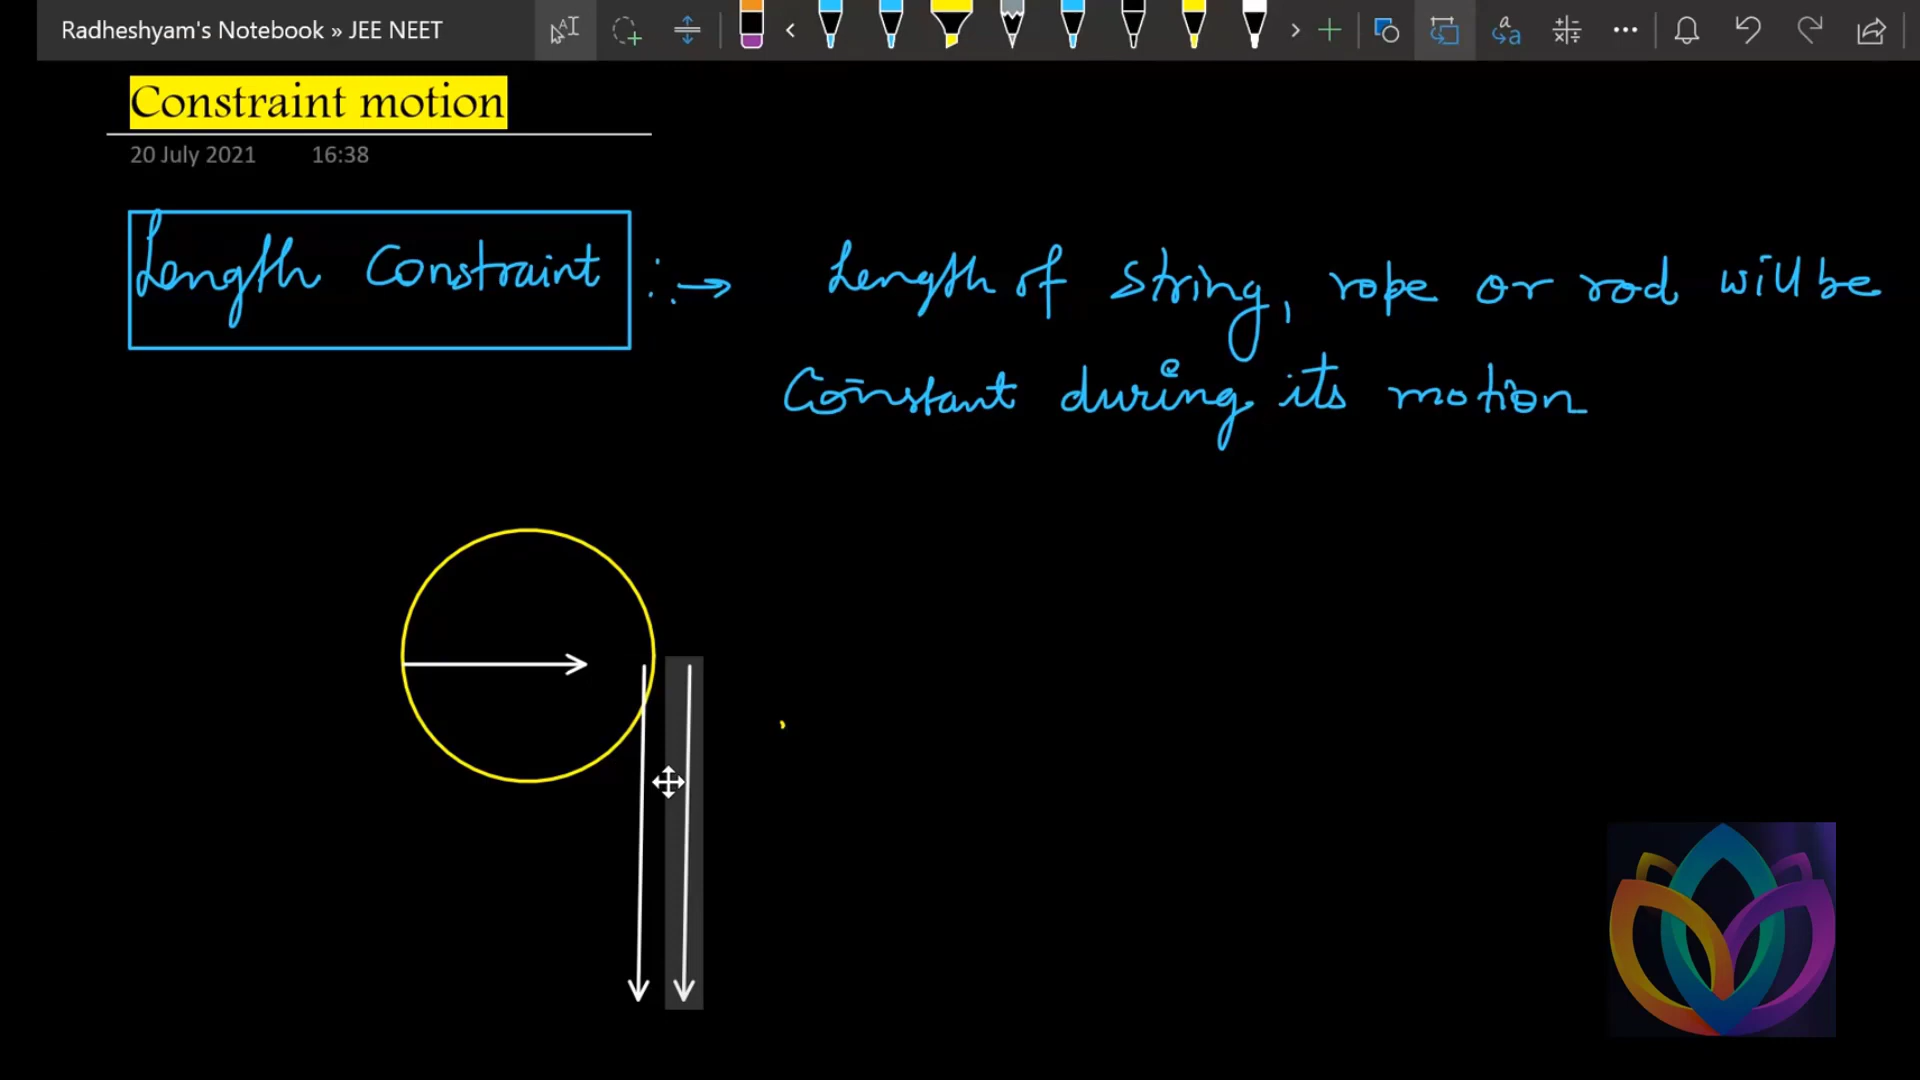 Radheshyam's Notebook » JEE NEET
Constraint motion
20 July 2021 16:38
Length Constraint :→ Length of string, rope or rod will be
Constant during its motion